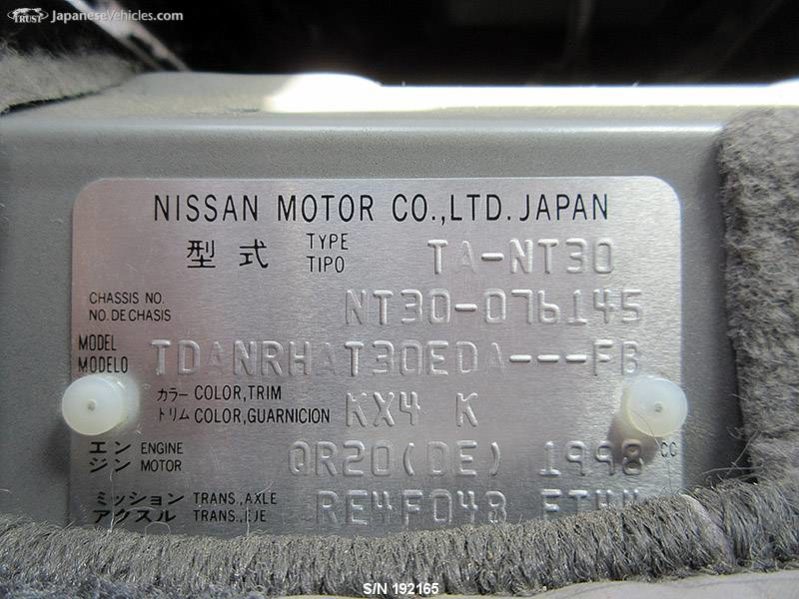 TRUST JapaneseVehicles.com
NISSAN MOTOR CO.,LTD. JAPAN
型式 TYPE TIPO TA-NT30
CHASSIS NO. NO. DE CHASIS NT30-076145
MODEL MODELO TDANRHAT30EDA---FB
カラー COLOR,TRIM
トリム COLOR,GUARNICION KX4 K
エン ENGINE
ジン MOTOR QR20(DE) 1998 CC
ミッション TRANS.,AXLE
アクスル TRANS.,EJE
S/N 192165